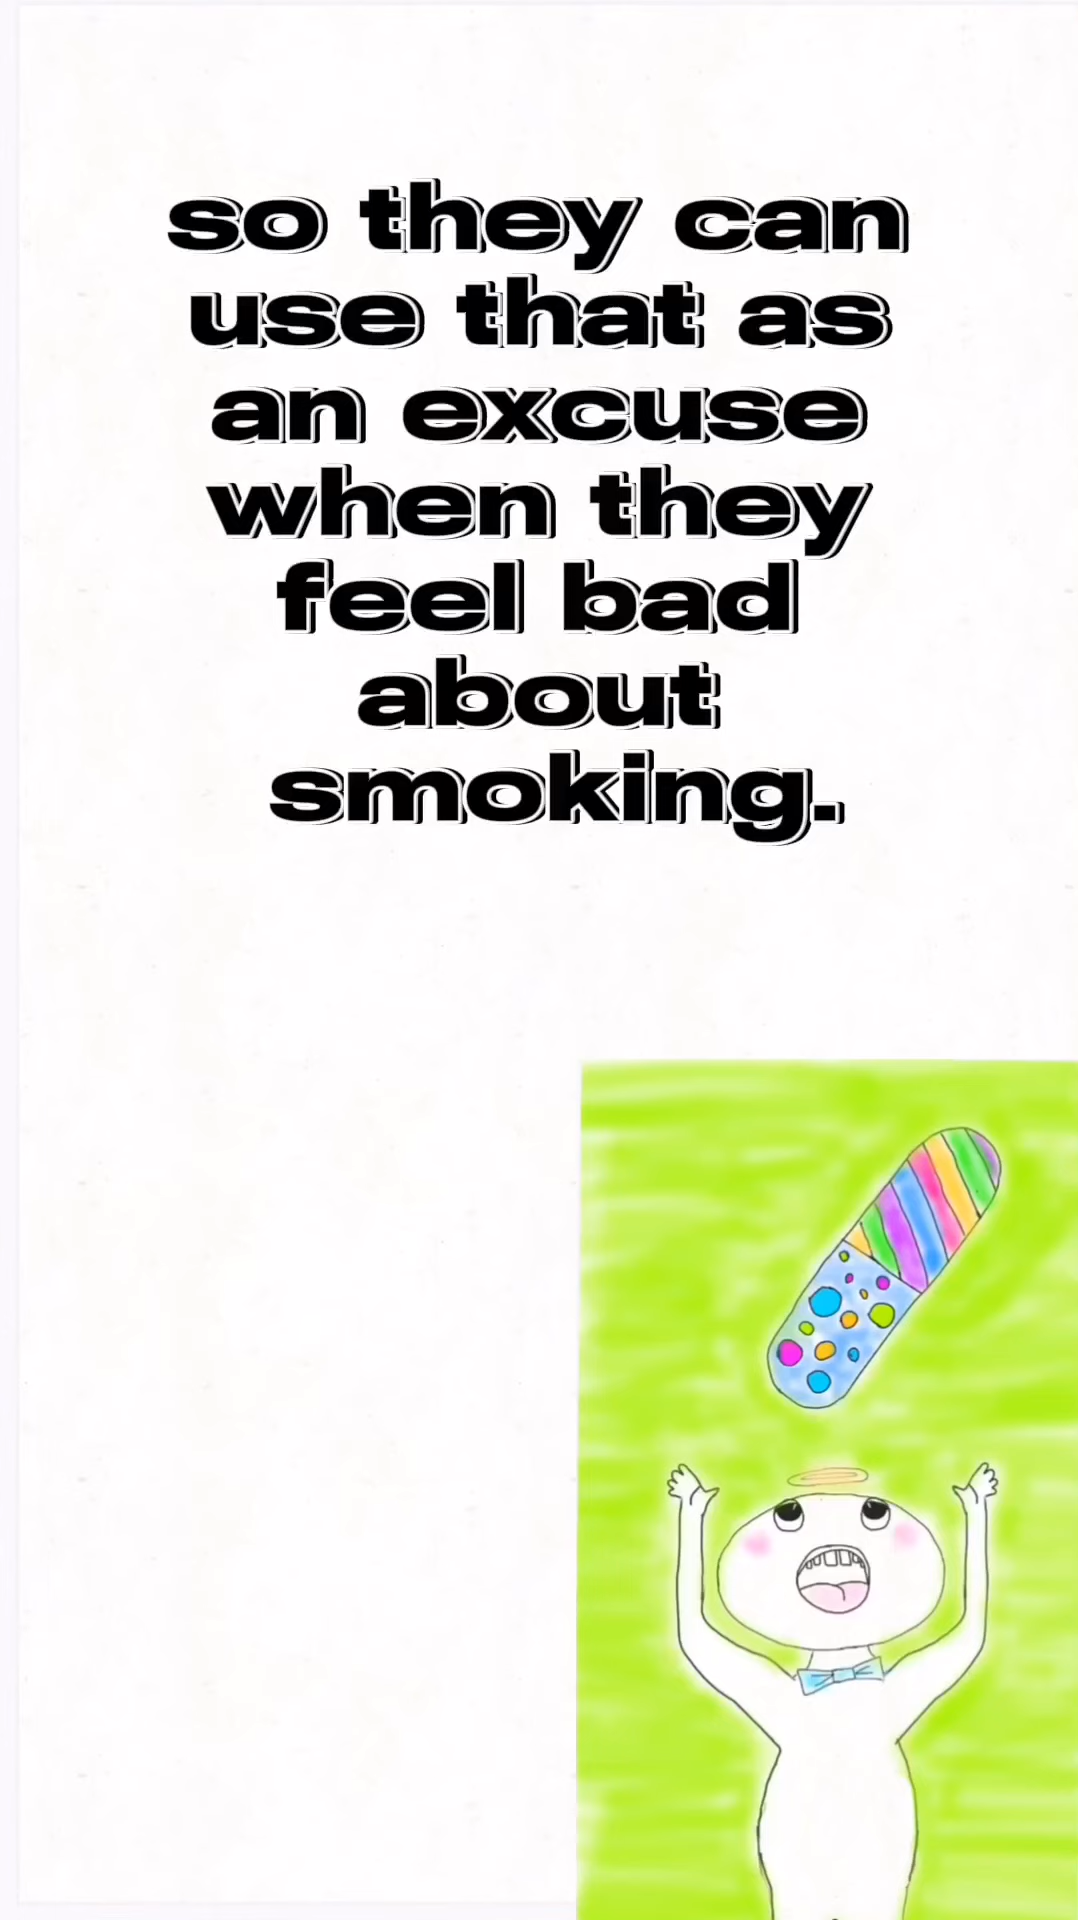 so they can
use that as
an excuse
when they
feel bad
about
smoking.